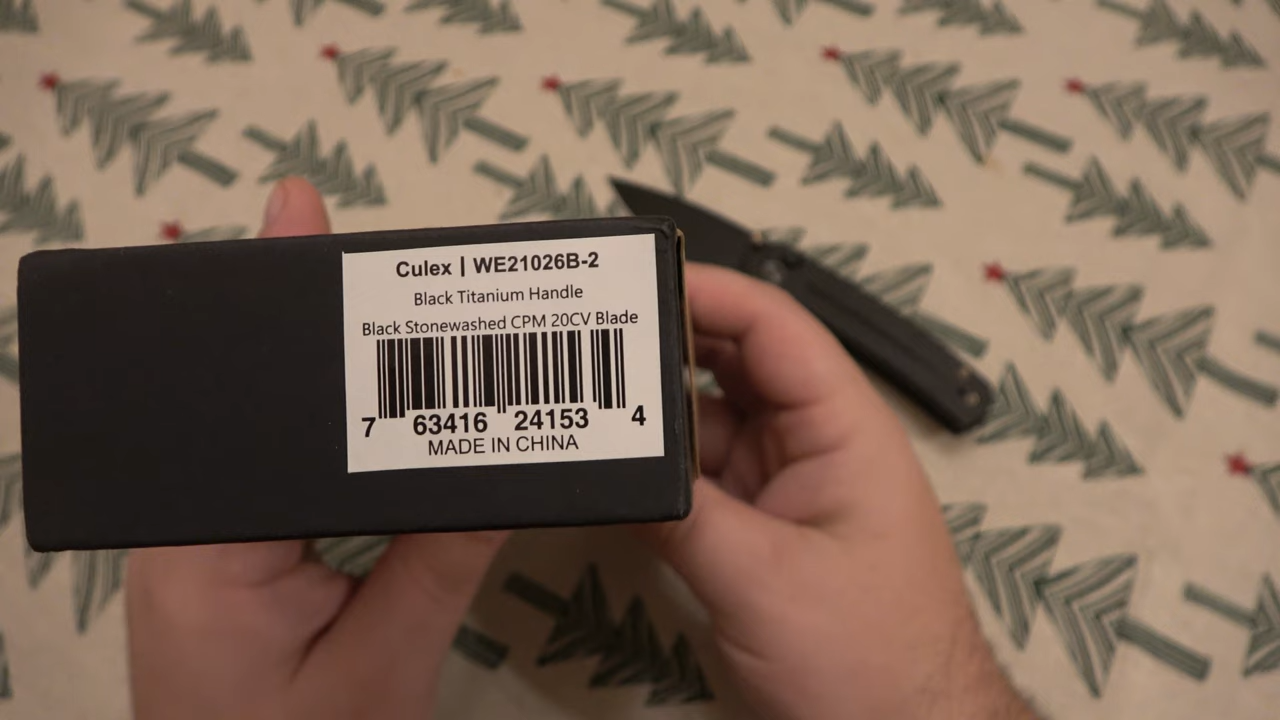 Culex | WE21026B-2
Black Titanium Handle
Black Stonewashed CPM 20CV Blade
7 63416 24153 4
MADE IN CHINA